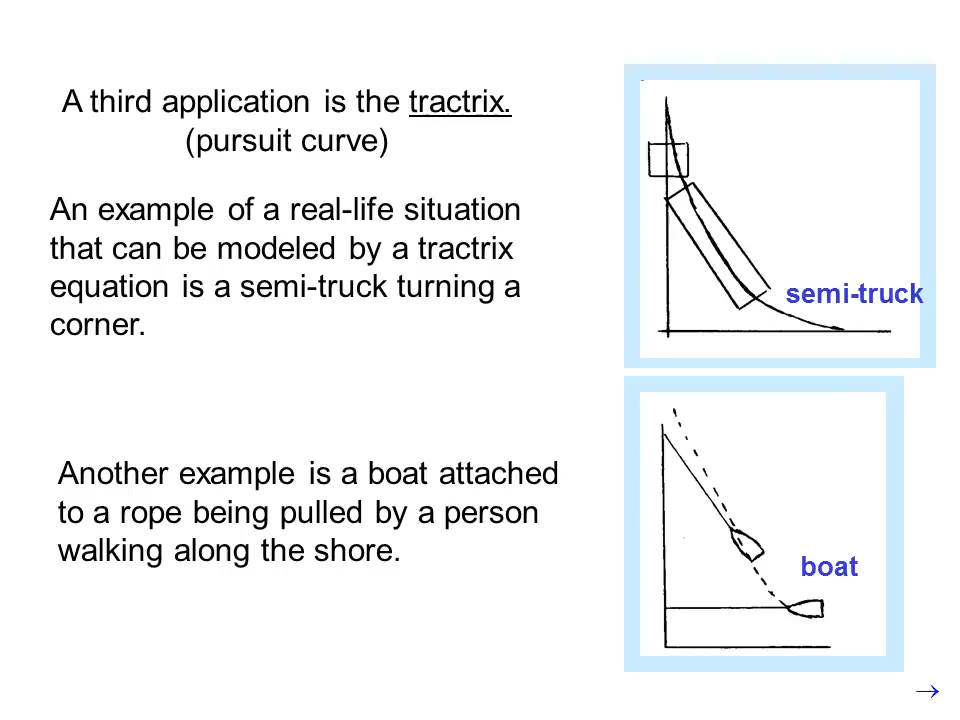 A third application is the tractrix.
(pursuit curve)
An example of a real-life situation
that can be modeled by a tractrix
equation is a semi-truck turning a
corner.
semi-truck
Another example is a boat attached
to a rope being pulled by a person
walking along the shore.
boat
→